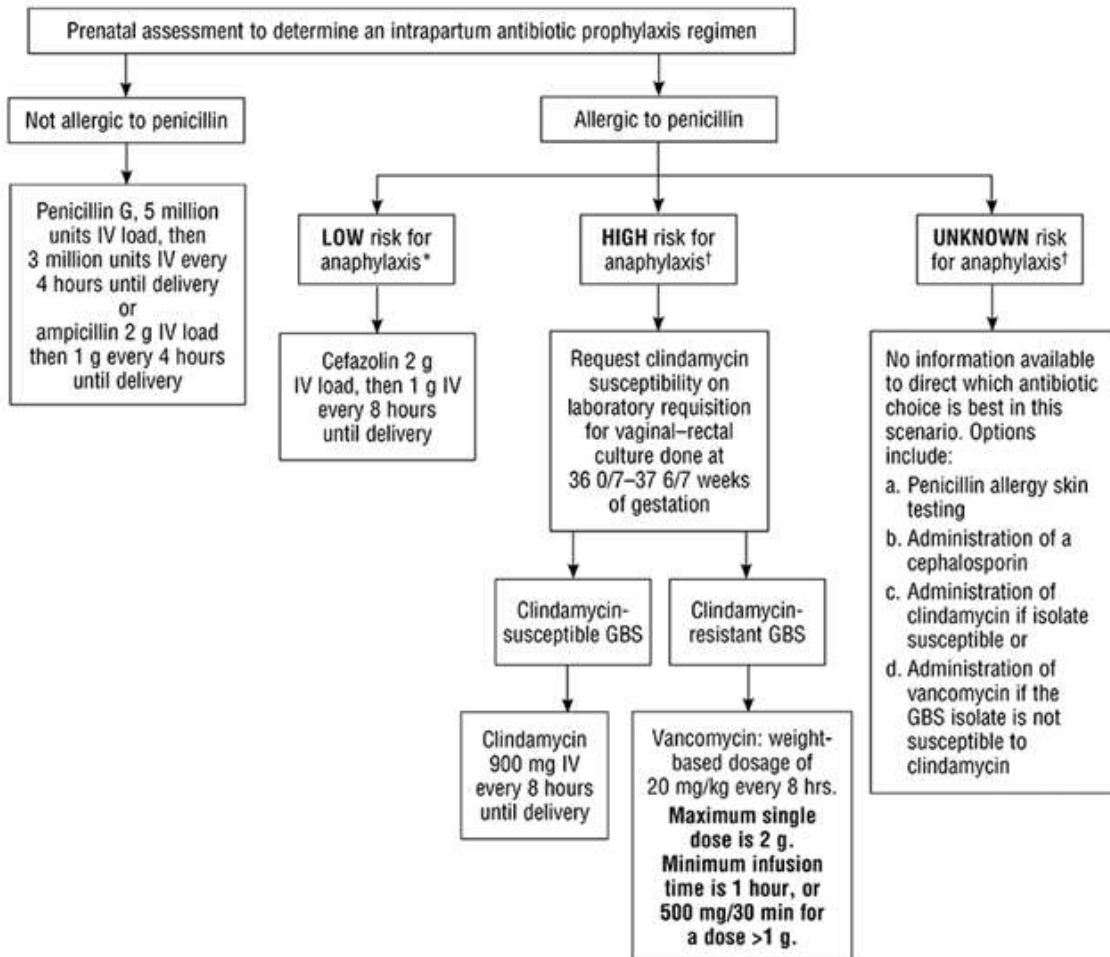 Prenatal assessment to determine an intrapartum antibiotic prophylaxis regimen
Not allergic to penicillin
Allergic to penicillin
Penicillin G, 5 million
units IV load, then
3 million units IV every
4 hours until delivery
or
ampicillin 2 g IV load
then 1 g every 4 hours
until delivery
LOW risk for
anaphylaxis*
HIGH risk for
anaphylaxis†
UNKNOWN risk
for anaphylaxis†
Cefazolin 2 g
IV load, then 1 g IV
every 8 hours
until delivery
Request clindamycin
susceptibility on
laboratory requisition
for vaginal–rectal
culture done at
36 0/7–37 6/7 weeks
of gestation
No information available
to direct which antibiotic
choice is best in this
scenario. Options
include:
a. Penicillin allergy skin
testing
b. Administration of a
cephalosporin
c. Administration of
clindamycin if isolate
susceptible or
d. Administration of
vancomycin if the
GBS isolate is not
susceptible to
clindamycin
Clindamycin-
susceptible GBS
Clindamycin-
resistant GBS
Clindamycin
900 mg IV
every 8 hours
until delivery
Vancomycin: weight-
based dosage of
20 mg/kg every 8 hrs.
Maximum single
dose is 2 g.
Minimum infusion
time is 1 hour, or
500 mg/30 min for
a dose >1 g.